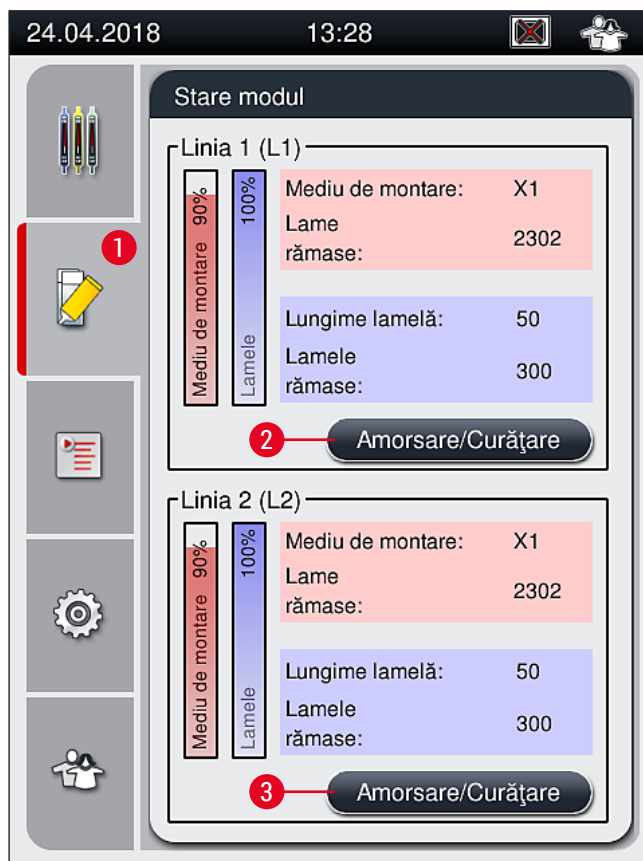 24.04.2018 13:28
Stare modul
Linia 1 (L1)
Mediu de montare 90%
Lamele 100%
Mediu de montare: X1
Lame
rămase: 2302
Lungime lamelă: 50
Lamele
rămase: 300
1
2
Amorsare/Curăţare
Linia 2 (L2)
Mediu de montare 90%
Lamele 100%
Mediu de montare: X1
Lame
rămase: 2302
Lungime lamelă: 50
Lamele
rămase: 300
3
Amorsare/Curăţare